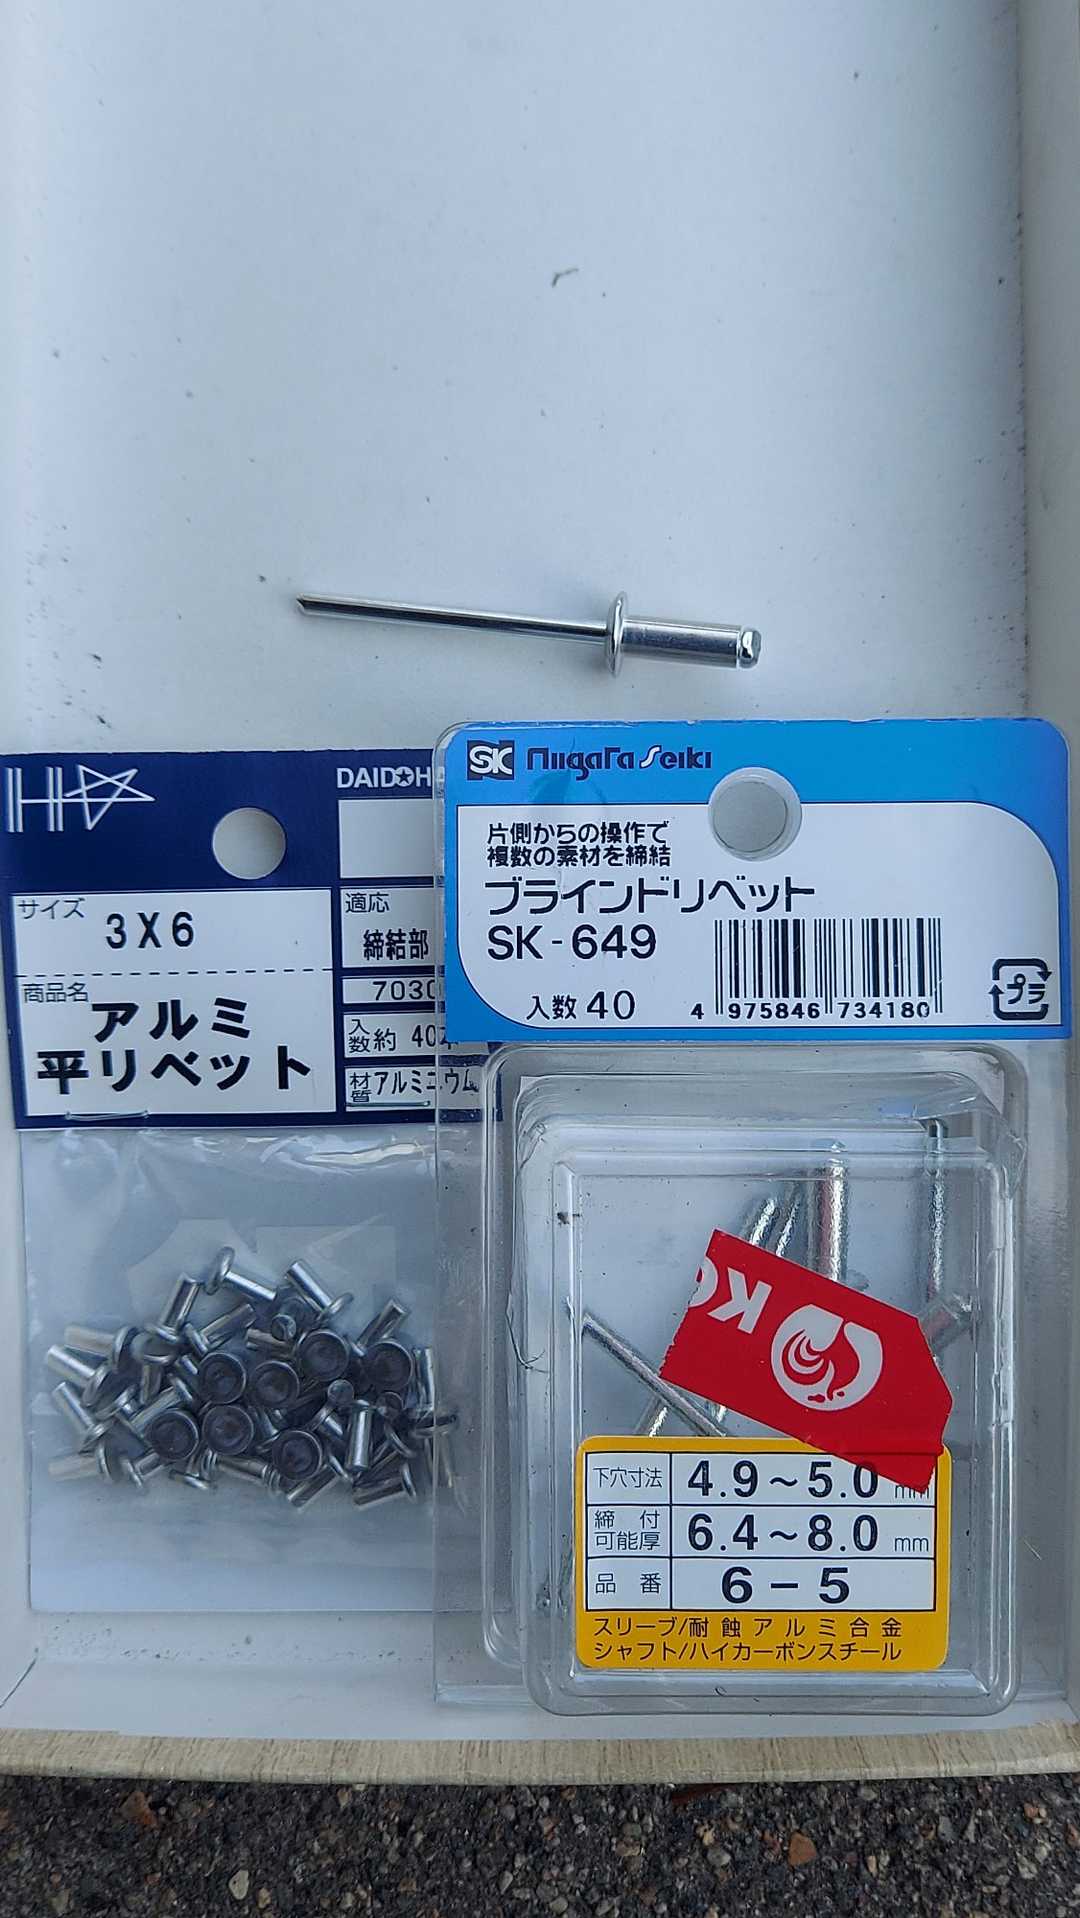 DAIDOHA
サイズ
3X6
商品名
アルミ
平リベット
適応
締結部
7030
入数 約 40本
材質 アルミニウム
SK Niigata Seiki
片側からの操作で
複数の素材を締結
ブラインドリベット
SK-649
入数 40
4 975846 734180
プラ
KO
下穴寸法 4.9~5.0 mm
締付可能厚 6.4~8.0 mm
品番 6-5
スリーブ/耐蝕アルミ合金
シャフト/ハイカーボンスチール